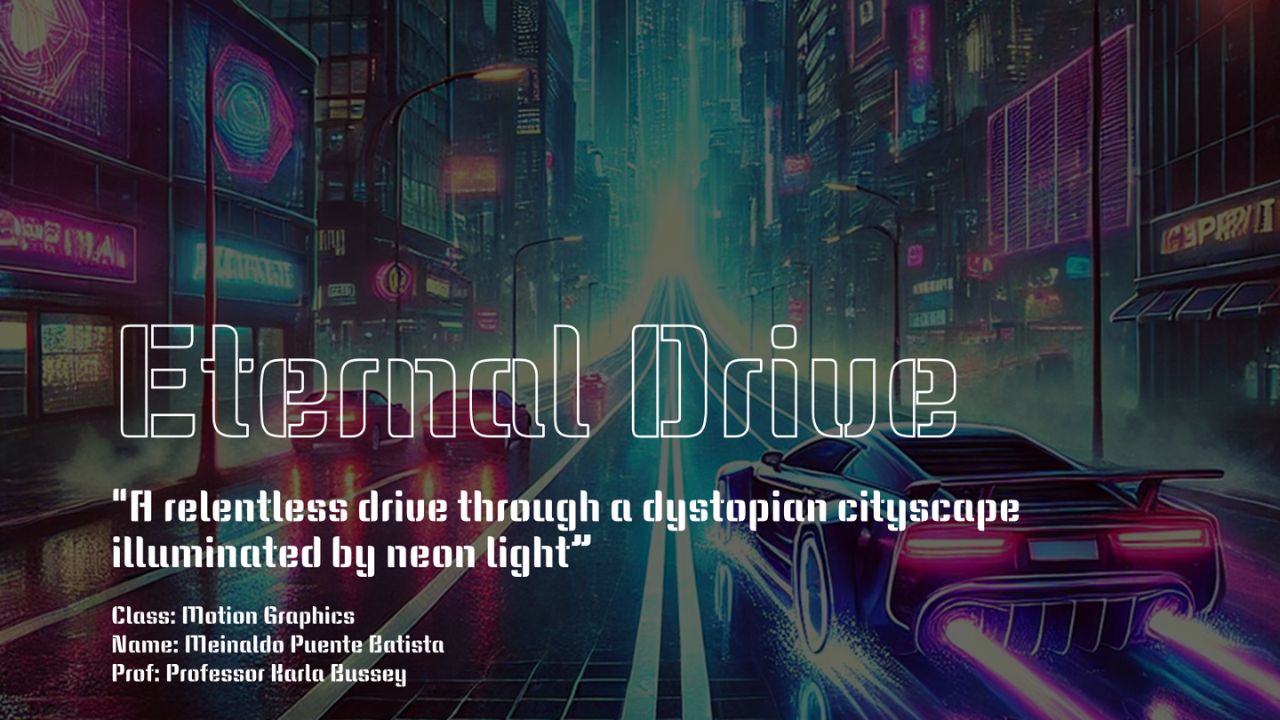 Eternal Drive
"A relentless drive through a dystopian cityscape
illuminated by neon light”
Class: Motion Graphics
Name: Meinaldo Puente Batista
Prof: Professor Karla Bussey